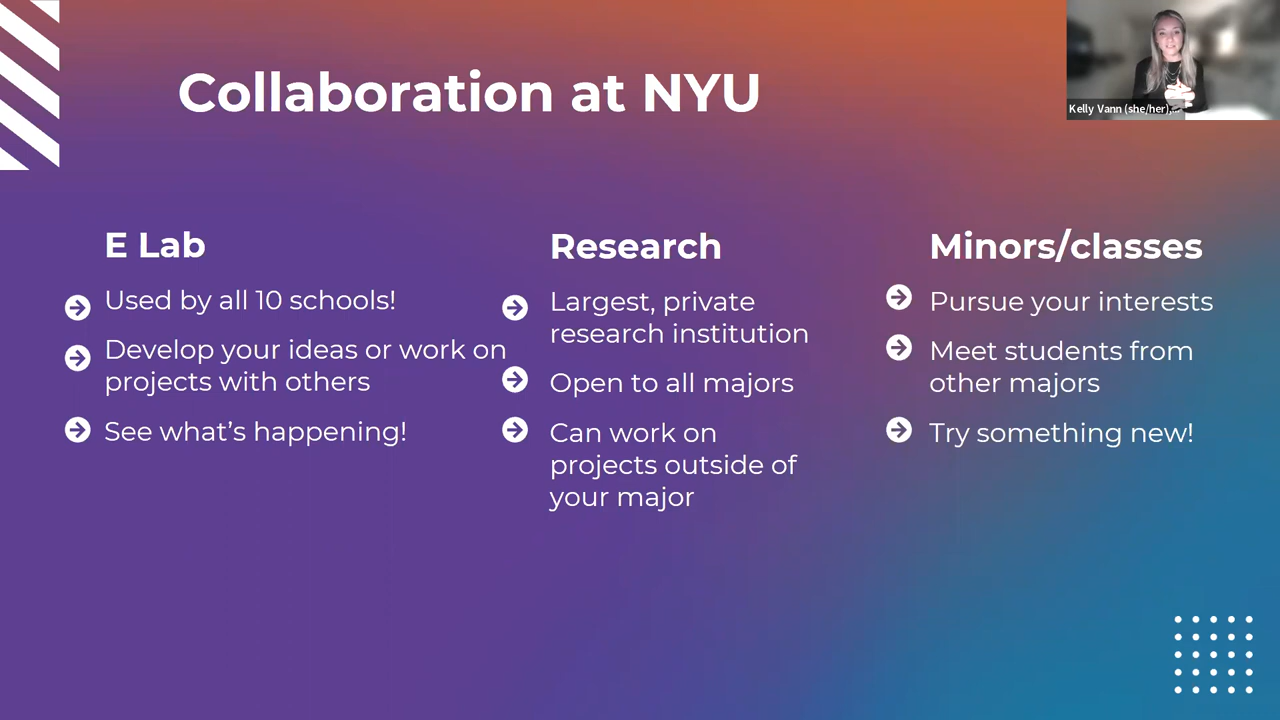 Collaboration at NYU
Kelly Vann (she/her),...
E Lab
Used by all 10 schools!
Develop your ideas or work on
projects with others
See what’s happening!
Research
Largest, private
research institution
Open to all majors
Can work on
projects outside of
your major
Minors/classes
Pursue your interests
Meet students from
other majors
Try something new!